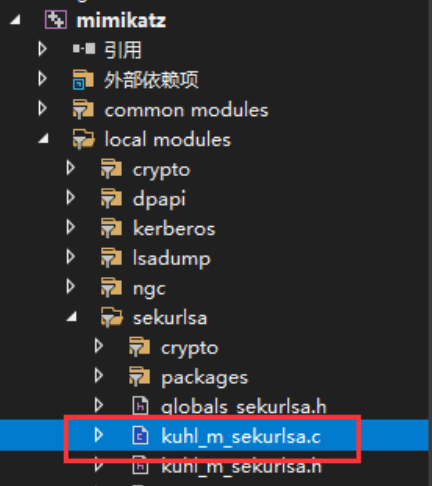 mimikatz
引用
外部依赖项
common modules
local modules
crypto
dpapi
kerberos
lsadump
ngc
sekurlsa
crypto
packages
globals_sekurlsa.h
kuhl_m_sekurlsa.c
kuhl_m_sekurlsa.h